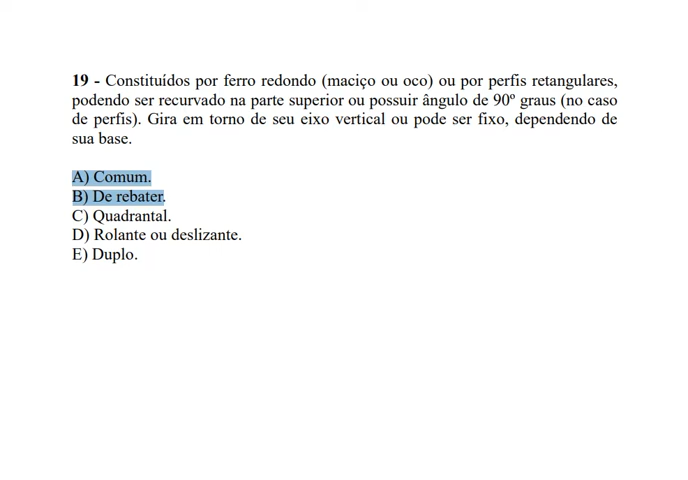 19 - Constituídos por ferro redondo (maciço ou oco) ou por perfis retangulares,
podendo ser recurvado na parte superior ou possuir ângulo de 90º graus (no caso
de perfis). Gira em torno de seu eixo vertical ou pode ser fixo, dependendo de
sua base.
A) Comum.
B) De rebater.
C) Quadrantal.
D) Rolante ou deslizante.
E) Duplo.